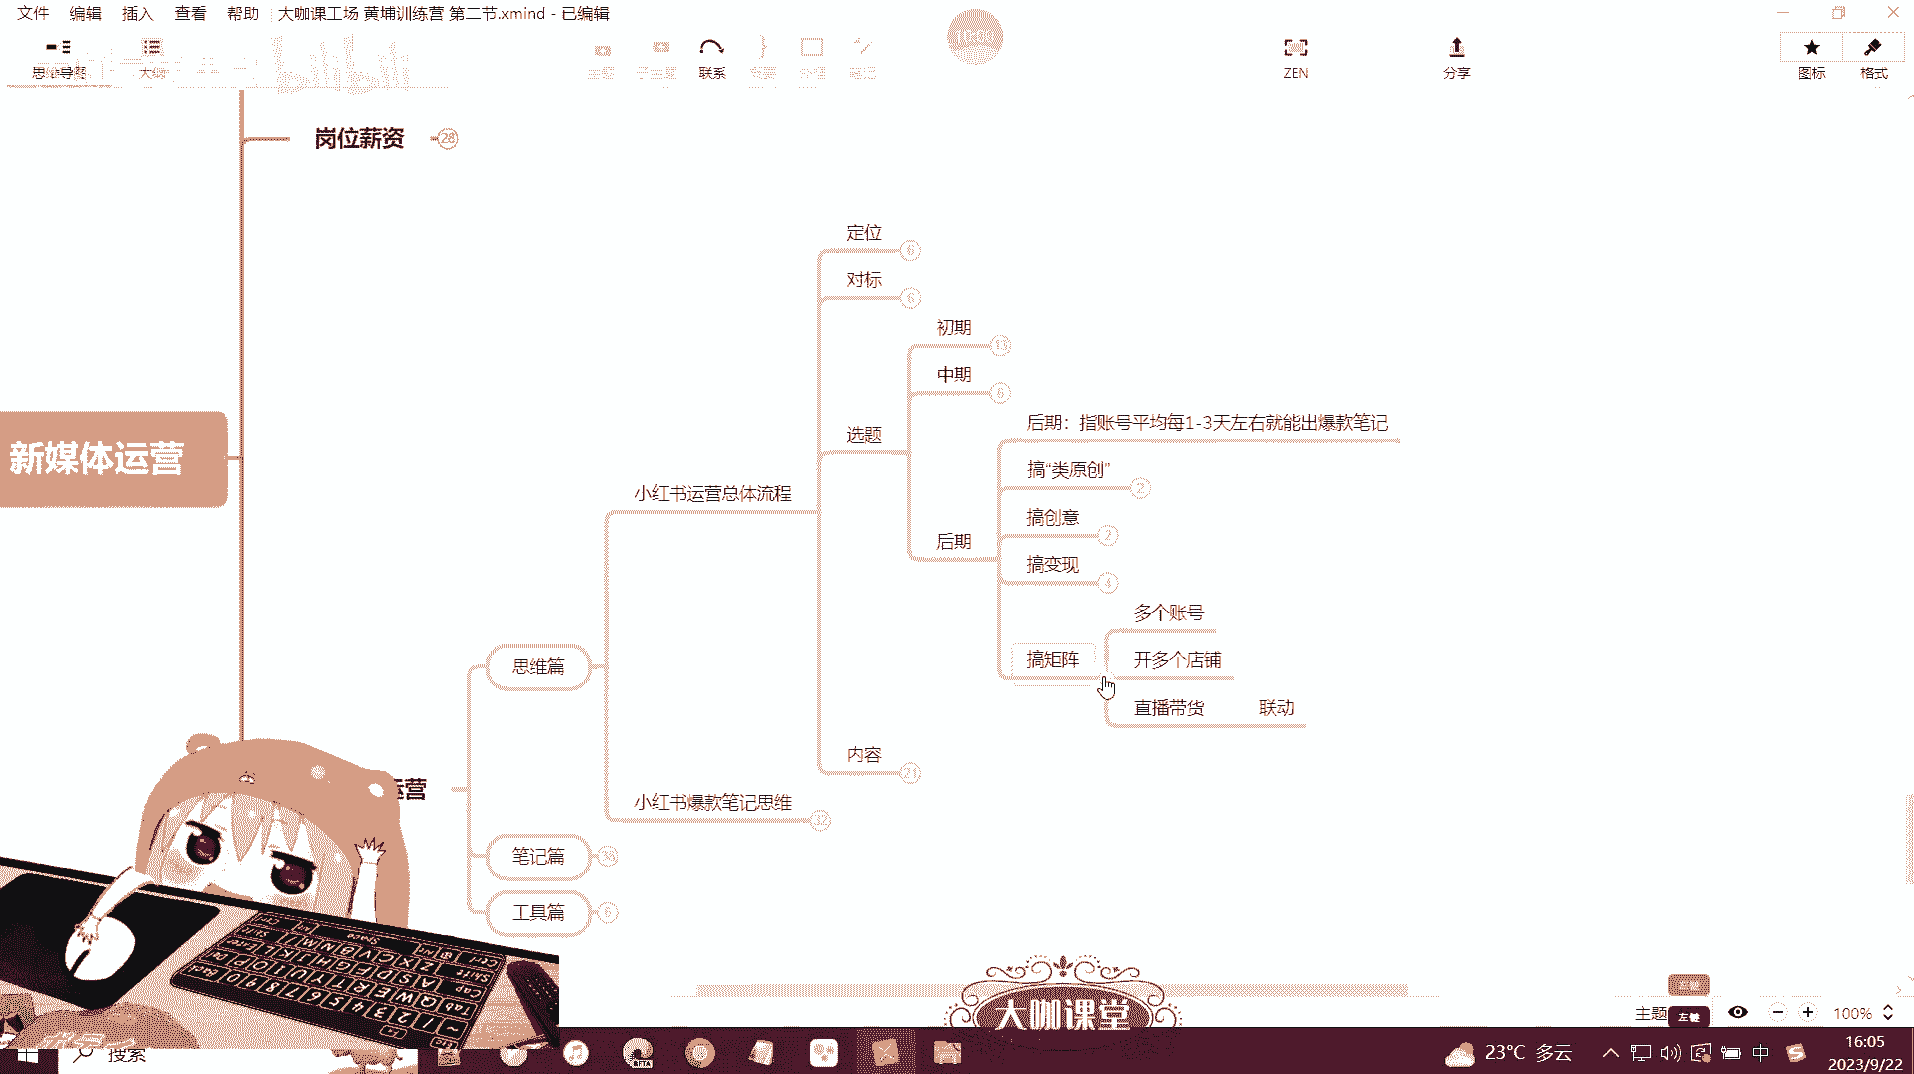 文件 编辑 插入 查看 帮助 大咖课工场 黄埔训练营 第二节.xmind - 已编辑
思维导图 大纲 联系 ZEN 分享 图标 格式
bilibili
岗位薪资 28
定位 6
对标 6
初期 13
中期 6
后期：指账号平均每1-3天左右就能出爆款笔记
选题
搞“类原创” 2
新媒体运营
小红书运营总体流程
搞创意 2
后期
搞变现 4
多个账号
思维篇
搞矩阵
开多个店铺
直播带货 联动
内容 21
运营
小红书爆款笔记思维 32
笔记篇
工具篇 6
大咖课堂
主题
左键
100%
搜索
BETA
23°C 多云
中
16:05
2023/9/22